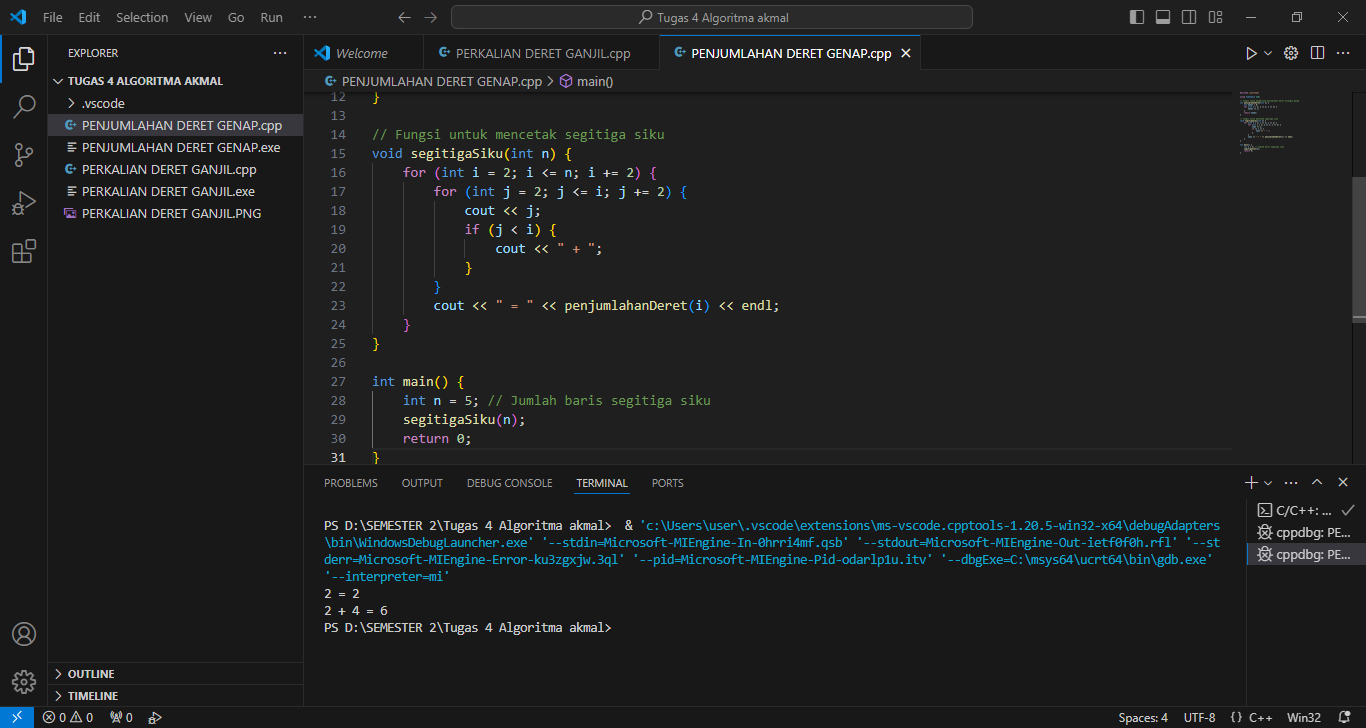 File Edit Selection View Go Run ··· Tugas 4 Algoritma akmal
EXPLORER ···
TUGAS 4 ALGORITMA AKMAL
.vscode
PENJUMLAHAN DERET GENAP.cpp
PENJUMLAHAN DERET GENAP.exe
PERKALIAN DERET GANJIL.cpp
PERKALIAN DERET GANJIL.exe
PERKALIAN DERET GANJIL.PNG
OUTLINE
TIMELINE
Welcome PERKALIAN DERET GANJIL.cpp PENJUMLAHAN DERET GENAP.cpp
PENJUMLAHAN DERET GENAP.cpp > main()
12 }
13
14 // Fungsi untuk mencetak segitiga siku
15 void segitigaSiku(int n) {
16 for (int i = 2; i <= n; i += 2) {
17 for (int j = 2; j <= i; j += 2) {
18 cout << j;
19 if (j < i) {
20 cout << " + ";
21 }
22 }
23 cout << " = " << penjumlahanDeret(i) << endl;
24 }
25 }
26
27 int main() {
28 int n = 5; // Jumlah baris segitiga siku
29 segitigaSiku(n);
30 return 0;
31 }
PROBLEMS OUTPUT DEBUG CONSOLE TERMINAL PORTS
PS D:\SEMESTER 2\Tugas 4 Algoritma akmal> & 'c:\Users\user\.vscode\extensions\ms-vscode.cpptools-1.20.5-win32-x64\debugAdapters
\bin\WindowsDebugLauncher.exe' '--stdin=Microsoft-MIEngine-In-0hrri4mf.qsb' '--stdout=Microsoft-MIEngine-Out-ietf0f0h.rfl' '--st
derr=Microsoft-MIEngine-Error-ku3zgxjw.3ql' '--pid=Microsoft-MIEngine-Pid-odarlp1u.itv' '--dbgExe=C:\msys64\ucrt64\bin\gdb.exe'
'--interpreter=mi'
2 = 2
2 + 4 = 6
PS D:\SEMESTER 2\Tugas 4 Algoritma akmal>
C/C++: ...
cppdbg: PE...
cppdbg: PE...
0 0 0 Spaces: 4 UTF-8 {} C++ Win32